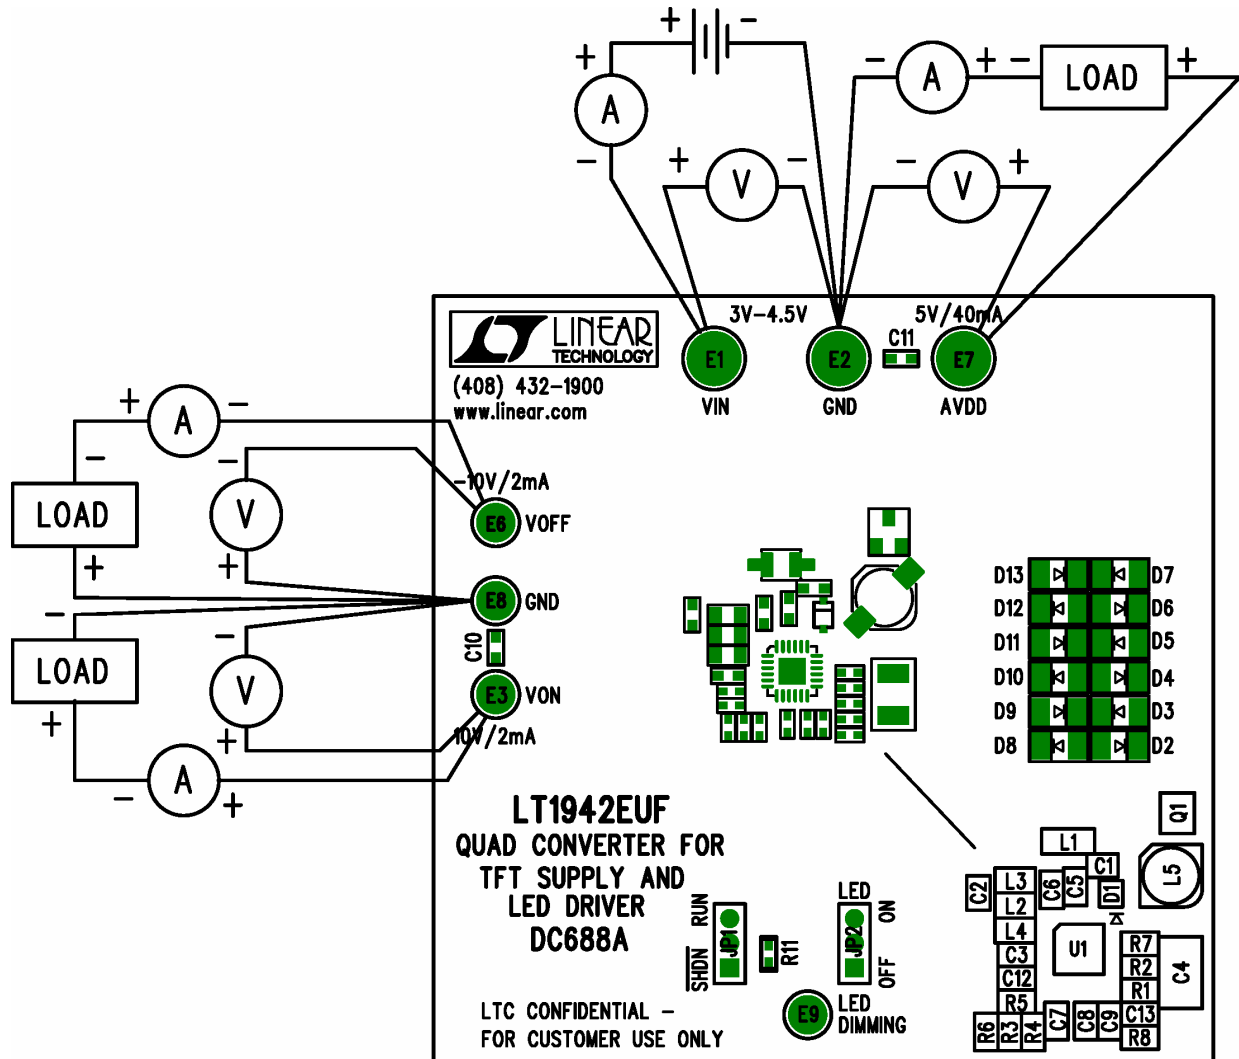 + -
+
A
-
- A + - LOAD +
+ V -
- V +
3V-4.5V
5V/40mA
LINEAR
TECHNOLOGY
(408) 432-1900
www.linear.com
E1
VIN
E2
GND
C11
E7
AVDD
+ A -
-
LOAD
+
-
V
+
-10V/2mA
E6 VOFF
E8 GND
C10
E3 VON
10V/2mA
-
LOAD
+
-
V
+
- A +
D13 D7
D12 D6
D11 D5
D10 D4
D9 D3
D8 D2
LT1942EUF
QUAD CONVERTER FOR
TFT SUPPLY AND
LED DRIVER
DC688A
RUN
JP1
SHDN
R11
LED
ON
JP2
OFF
E9
LED
DIMMING
LTC CONFIDENTIAL -
FOR CUSTOMER USE ONLY
Q1
L1
C1
L5
C2
L3
C6
C5
D1
L2
L4
U1
C3
C12
R5
R7
R2
R1
C4
R6
R3
R4
C7
C8
C9
C13
R8